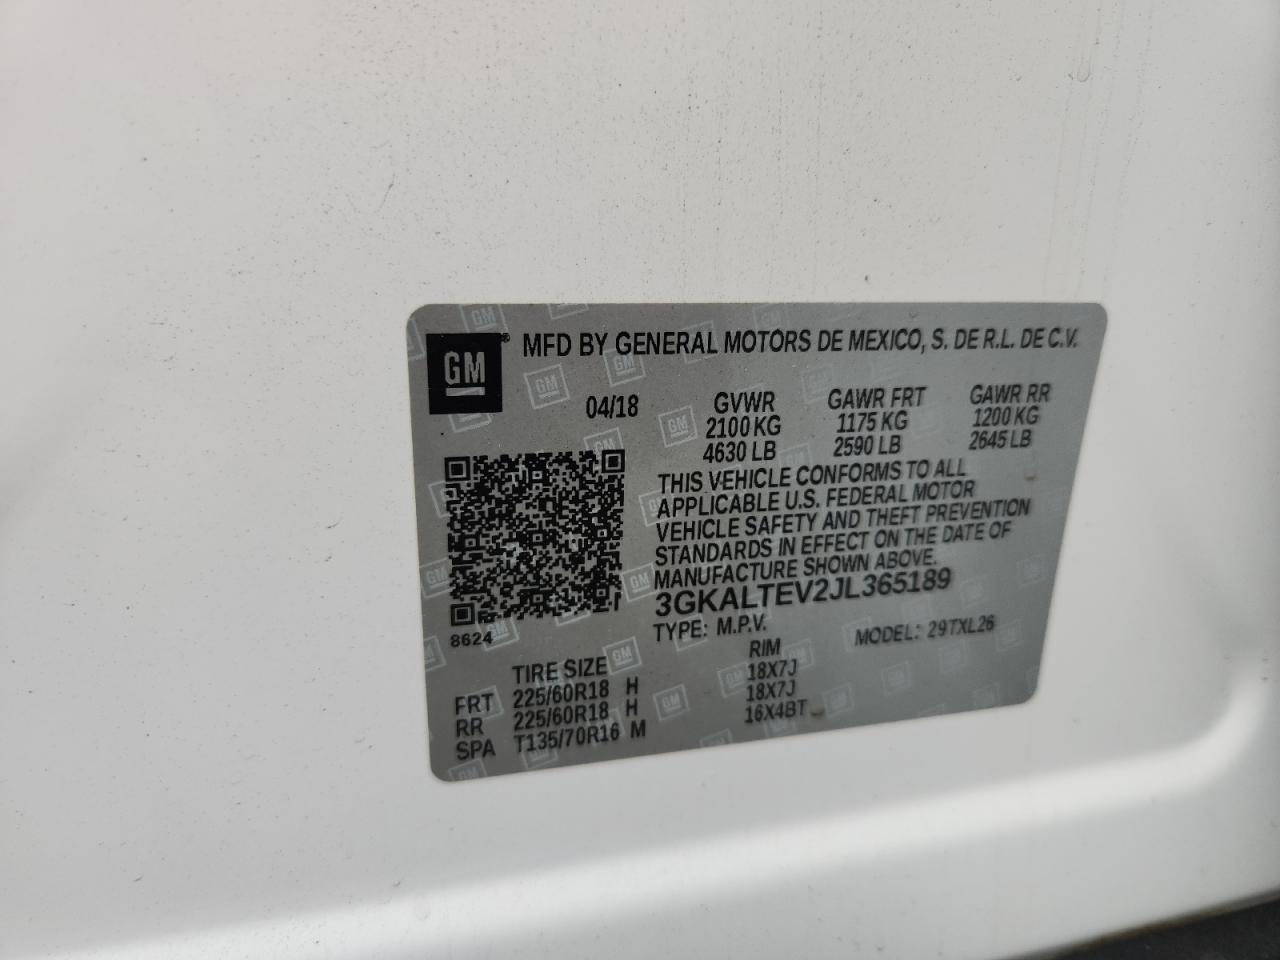 GM ® MFD BY GENERAL MOTORS DE MEXICO, S. DE R.L. DE C.V.
04/18 GVWR GAWR FRT GAWR RR
2100 KG 1175 KG 1200 KG
4630 LB 2590 LB 2645 LB
THIS VEHICLE CONFORMS TO ALL
APPLICABLE U.S. FEDERAL MOTOR
VEHICLE SAFETY AND THEFT PREVENTION
STANDARDS IN EFFECT ON THE DATE OF
MANUFACTURE SHOWN ABOVE.
3GKALTEV2JL365189
8624
TYPE: M.P.V. MODEL: 29TXL26
TIRE SIZE RIM
FRT 225/60R18 H 18X7J
RR 225/60R18 H 18X7J
SPA T135/70R16 M 16X4BT